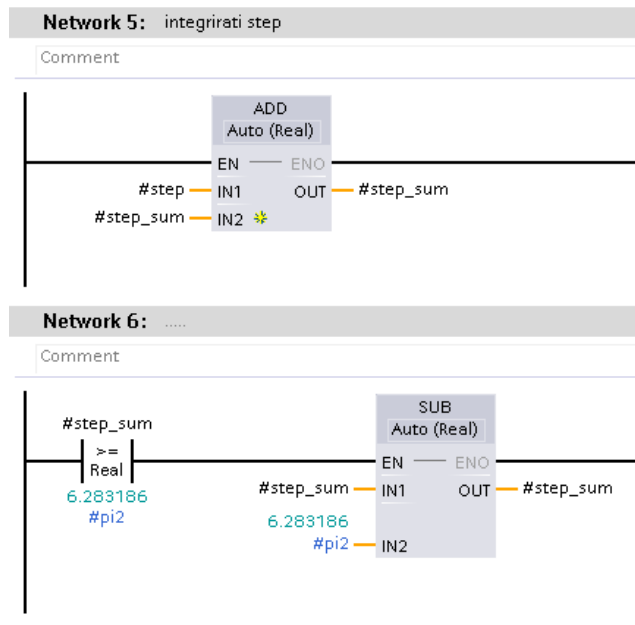 Network 5: integrirati step
Comment
ADD
Auto (Real)
EN ENO
#step IN1 OUT #step_sum
#step_sum IN2
Network 6: .....
Comment
#step_sum
>=
Real
6.283186
#pi2
SUB
Auto (Real)
EN ENO
#step_sum IN1 OUT #step_sum
6.283186
#pi2 IN2